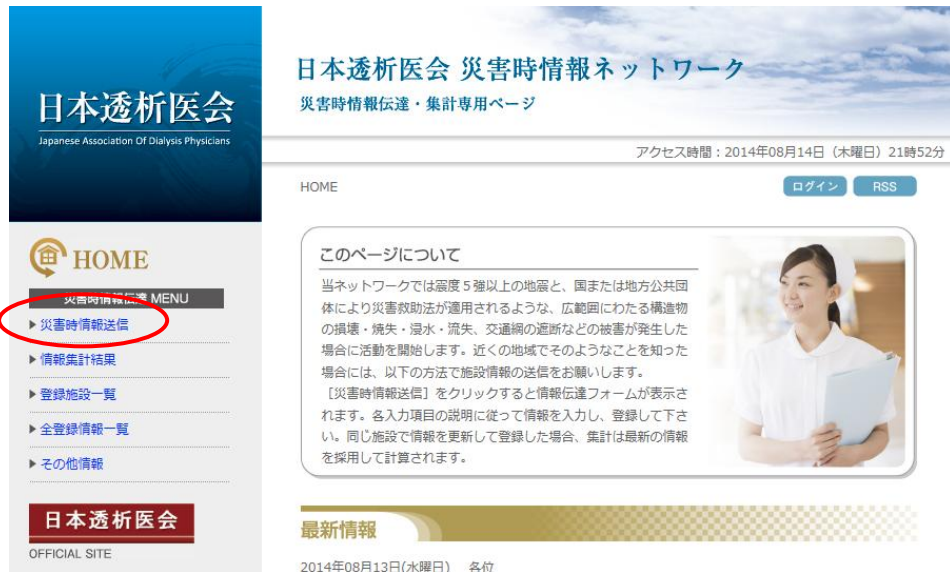 日本透析医会
Japanese Association Of Dialysis Physicians
日本透析医会 災害時情報ネットワーク
災害時情報伝達・集計専用ページ
アクセス時間:2014年08月14日(木曜日)21時52分
HOME
ログイン
RSS
HOME
災害時情報伝達 MENU
▶災害時情報送信
▶情報集計結果
▶登録施設一覧
▶全登録情報一覧
▶その他情報
日本透析医会
OFFICIAL SITE
このページについて
当ネットワークでは震度5強以上の地震と、国または地方公共団
体により災害救助法が適用されるような、広範囲にわたる構造物
の損壊・焼失・浸水・流失、交通網の遮断などの被害が発生した
場合に活動を開始します。近くの地域でそのようなことを知った
場合には、以下の方法で施設情報の送信をお願いします。
[災害時情報送信]をクリックすると情報伝達フォームが表示さ
れます。各入力項目の説明に従って情報を入力し、登録して下さ
い。同じ施設で情報を更新して登録した場合、集計は最新の情報
を採用して計算されます。
最新情報
2014年08月13日(水曜日) 各位